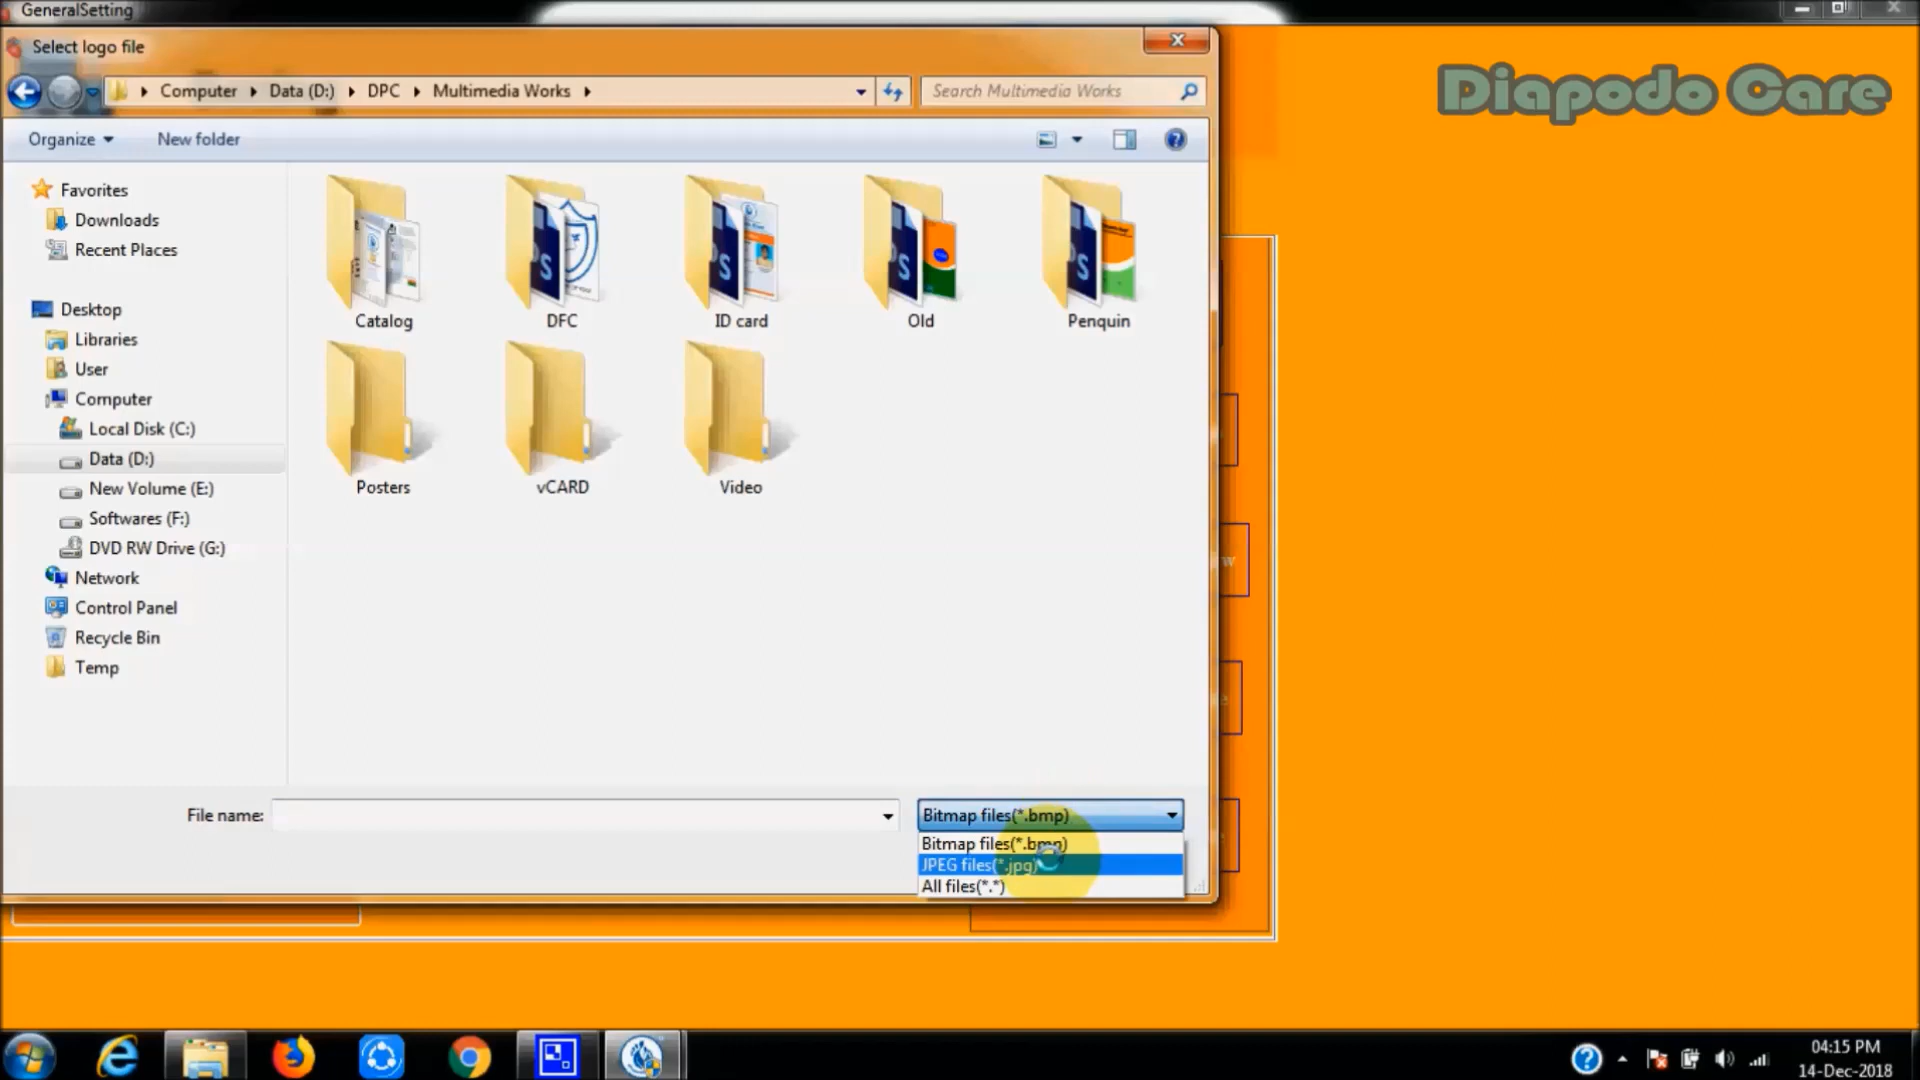 GeneralSetting
Select logo file
Diapodo Care
Computer Data (D:) DPC Multimedia Works
Search Multimedia Works
Organize
New folder
Favorites
Downloads
Recent Places
Desktop
Libraries
User
Computer
Local Disk (C:)
Data (D:)
New Volume (E:)
Softwares (F:)
DVD RW Drive (G:)
Network
Control Panel
Recycle Bin
Temp
Catalog
DFC
ID card
Old
Penquin
Posters
vCARD
Video
File name:
Bitmap files(*.bmp)
Bitmap files(*.bmp)
JPEG files(*.jpg)
All files(*.*)
04:15 PM
14-Dec-2018